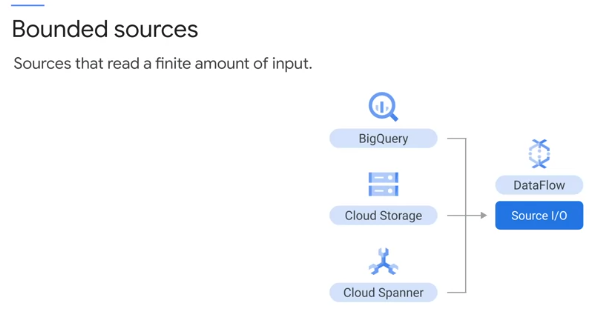 Bounded sources
Sources that read a finite amount of input.
BigQuery
DataFlow
Cloud Storage
Source I/O
Cloud Spanner